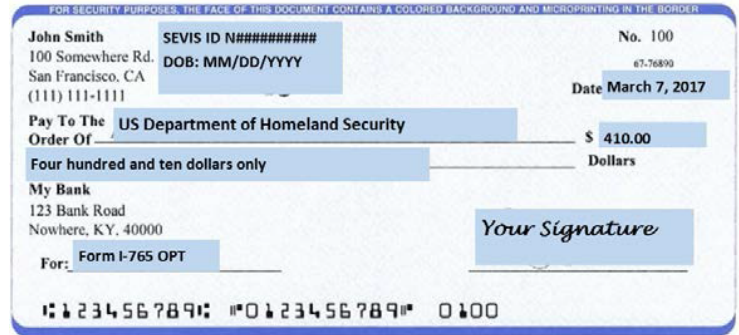 FOR SECURITY PURPOSES, THE FACE OF THIS DOCUMENT CONTAINS A COLORED BACKGROUND AND MICROPRINTING IN THE BORDER
John Smith SEVIS ID N########## No. 100
100 Somewhere Rd. DOB: MM/DD/YYYY 67-76890
San Francisco, CA Date March 7, 2017
(111) 111-1111
Pay To The US Department of Homeland Security
Order Of $ 410.00
Four hundred and ten dollars only Dollars
My Bank
123 Bank Road
Nowhere, KY, 40000 Your Signature
For: Form I-765 OPT
⑆123456789⑆ ⑈0123456789⑈ 0100